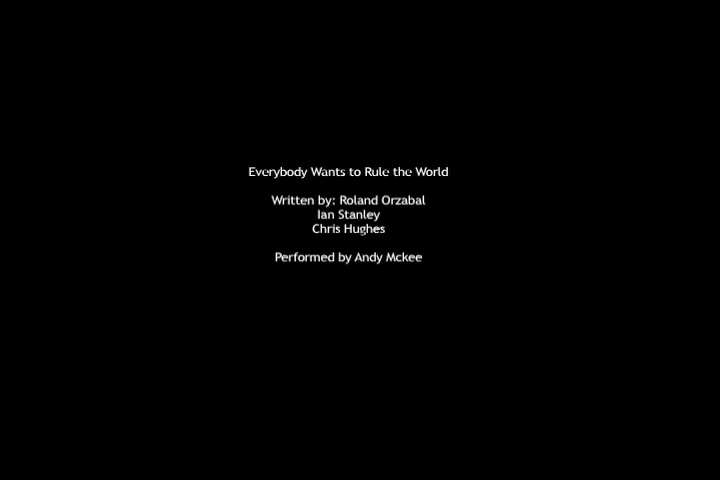 Everybody Wants to Rule the World
Written by: Roland Orzabal
Ian Stanley
Chris Hughes
Performed by Andy Mckee